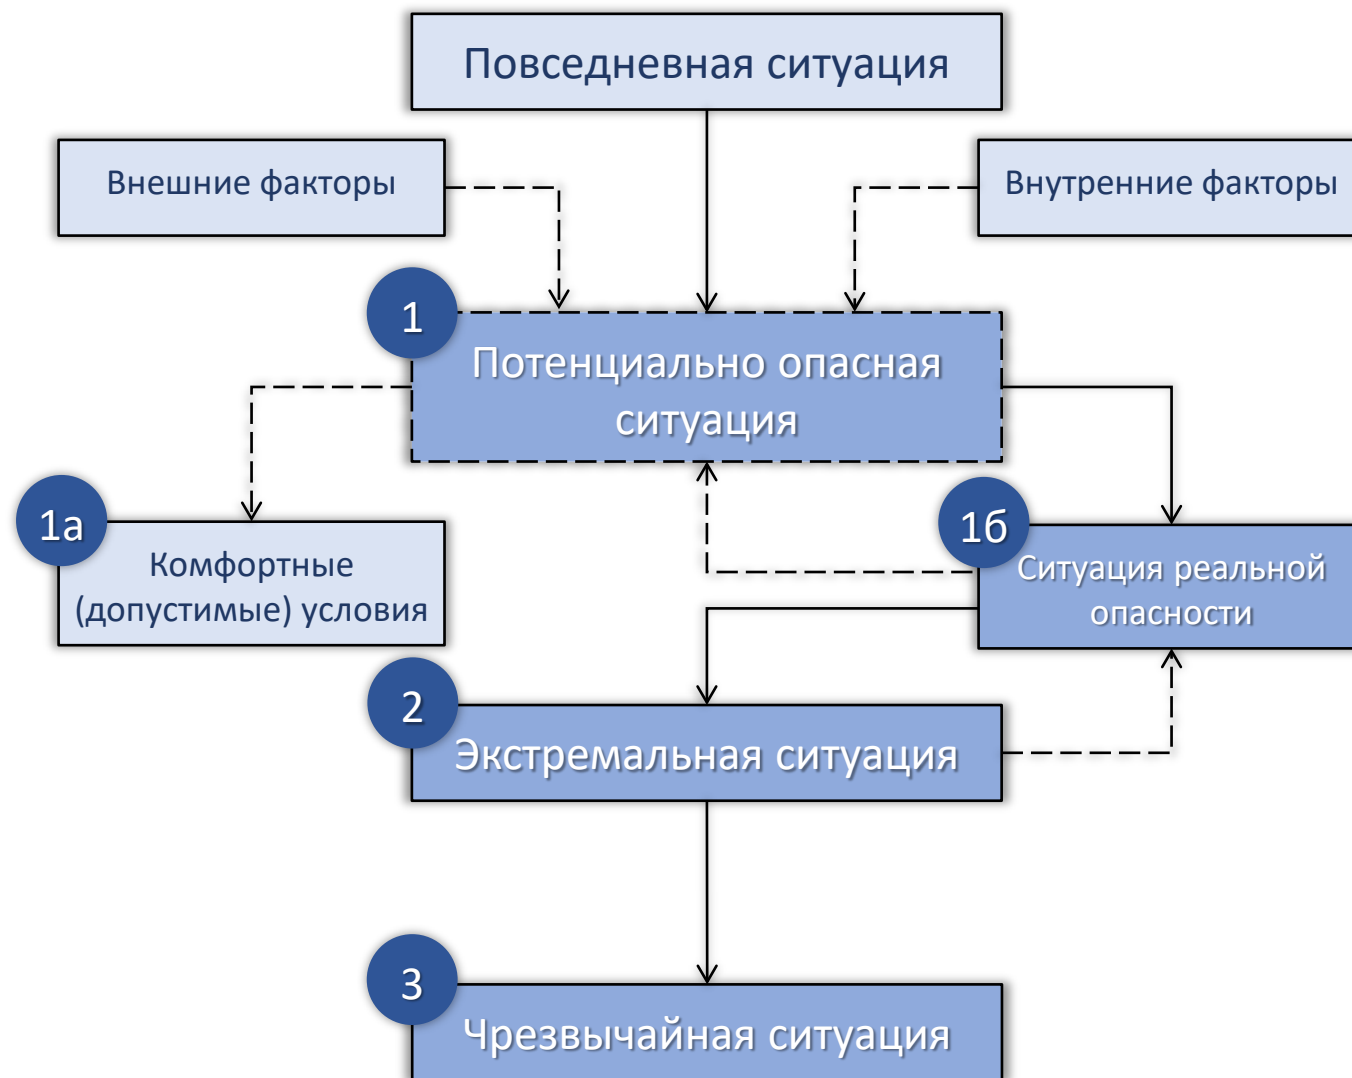 Повседневная ситуация
Внешние факторы
Внутренние факторы
1
Потенциально опасная
ситуация
1а
Комфортные
(допустимые) условия
1б
Ситуация реальной
опасности
2
Экстремальная ситуация
3
Чрезвычайная ситуация